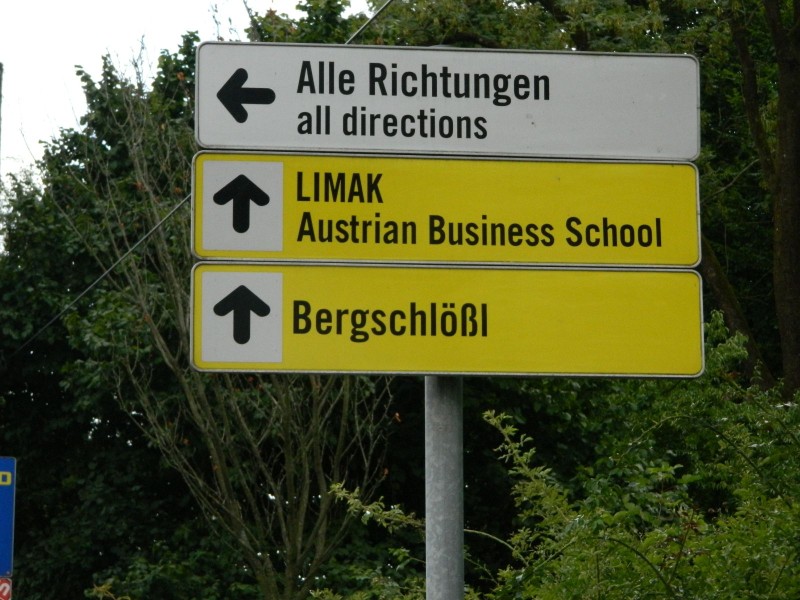 Alle Richtungen
all directions
LIMAK
Austrian Business School
Bergschlößl